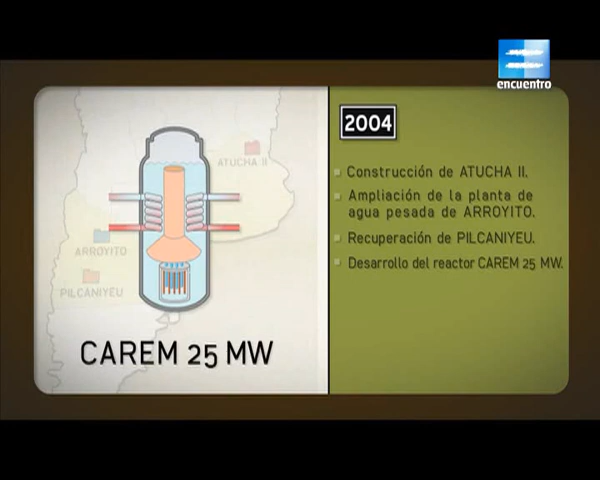 encuentro
2004
ATUCHA II
Construcción de ATUCHA II.
Ampliación de la planta de
agua pesada de ARROYITO.
ARROYITO
Recuperación de PILCANIYEU.
PILCANIYEU
Desarrollo del reactor CAREM 25 MW.
CAREM 25 MW